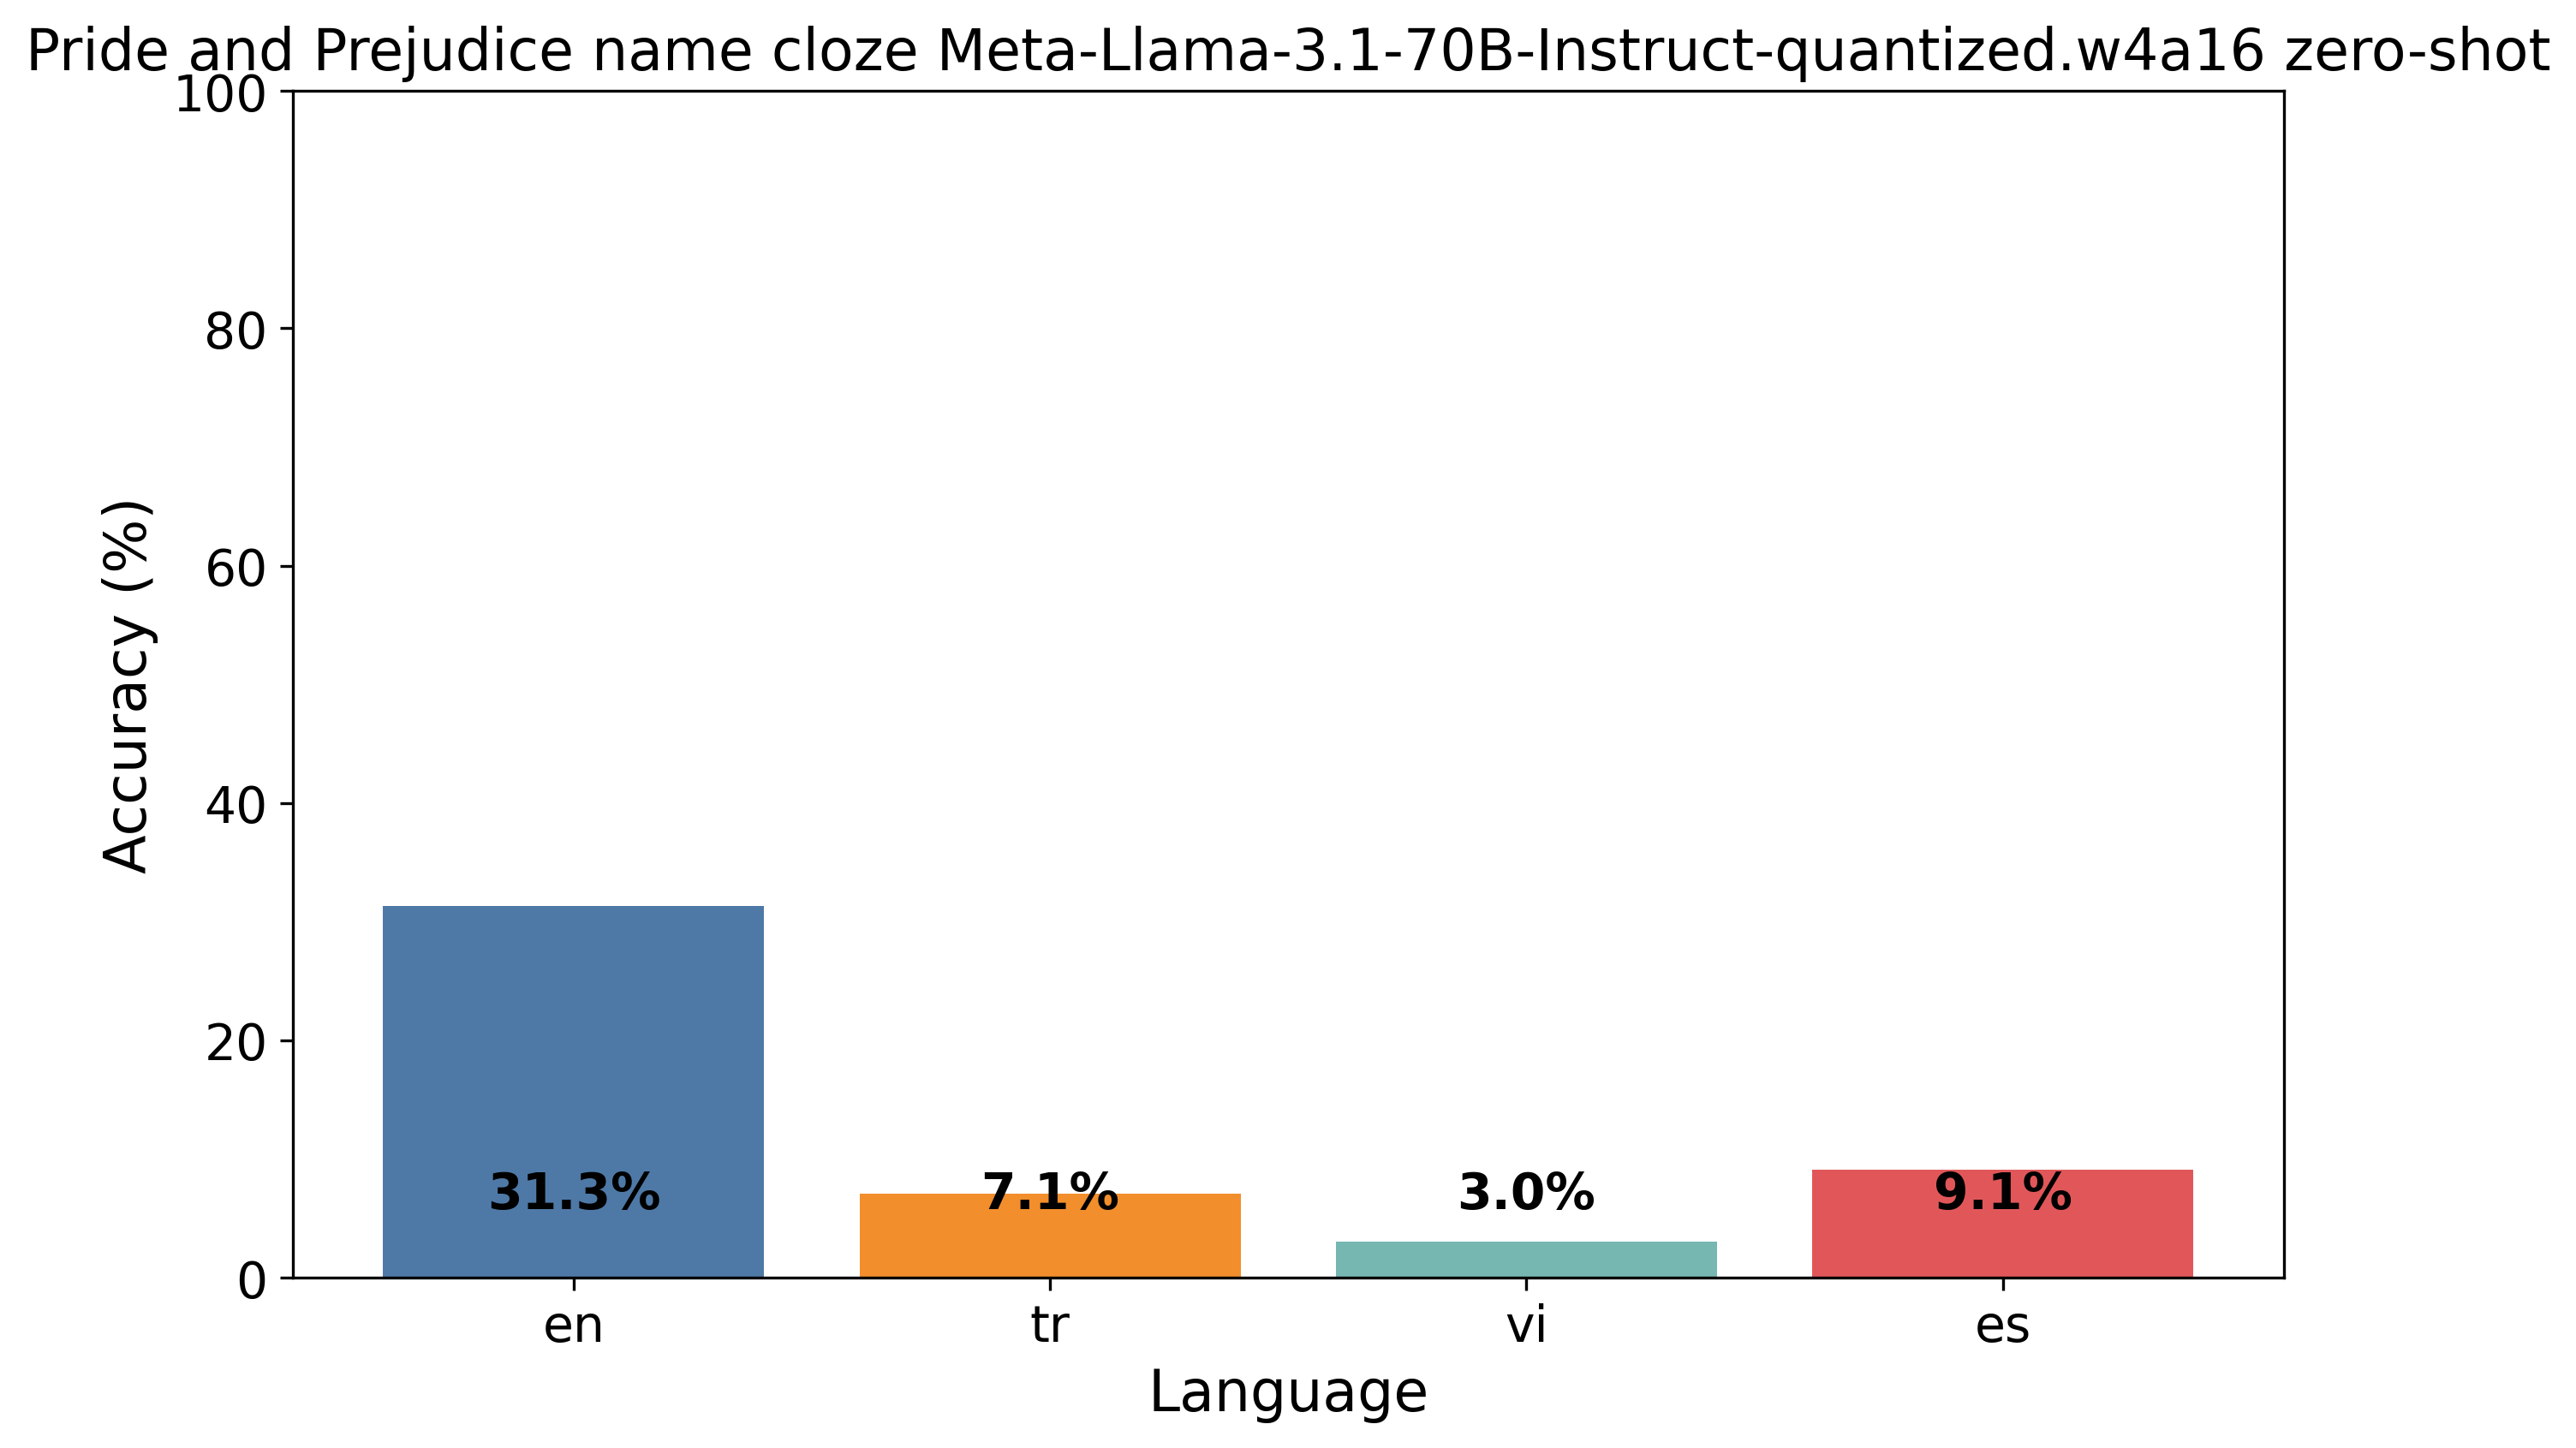 Pride and Prejudice name cloze Meta-Llama-3.1-70B-Instruct-quantized.w4a16 zero-shot
100
80
60
40
20
0
Accuracy (%)
31.3%
7.1%
3.0%
9.1%
en
tr
vi
es
Language